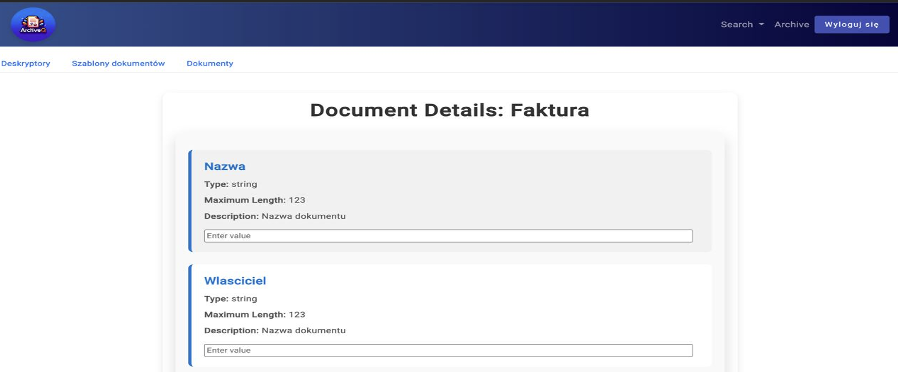 ArchiveO
Search Archive Wyloguj się
Deskryptory Szablony dokumentów Dokumenty
Document Details: Faktura
Nazwa
Type: string
Maximum Length: 123
Description: Nazwa dokumentu
Enter value
Wlasciciel
Type: string
Maximum Length: 123
Description: Nazwa dokumentu
Enter value